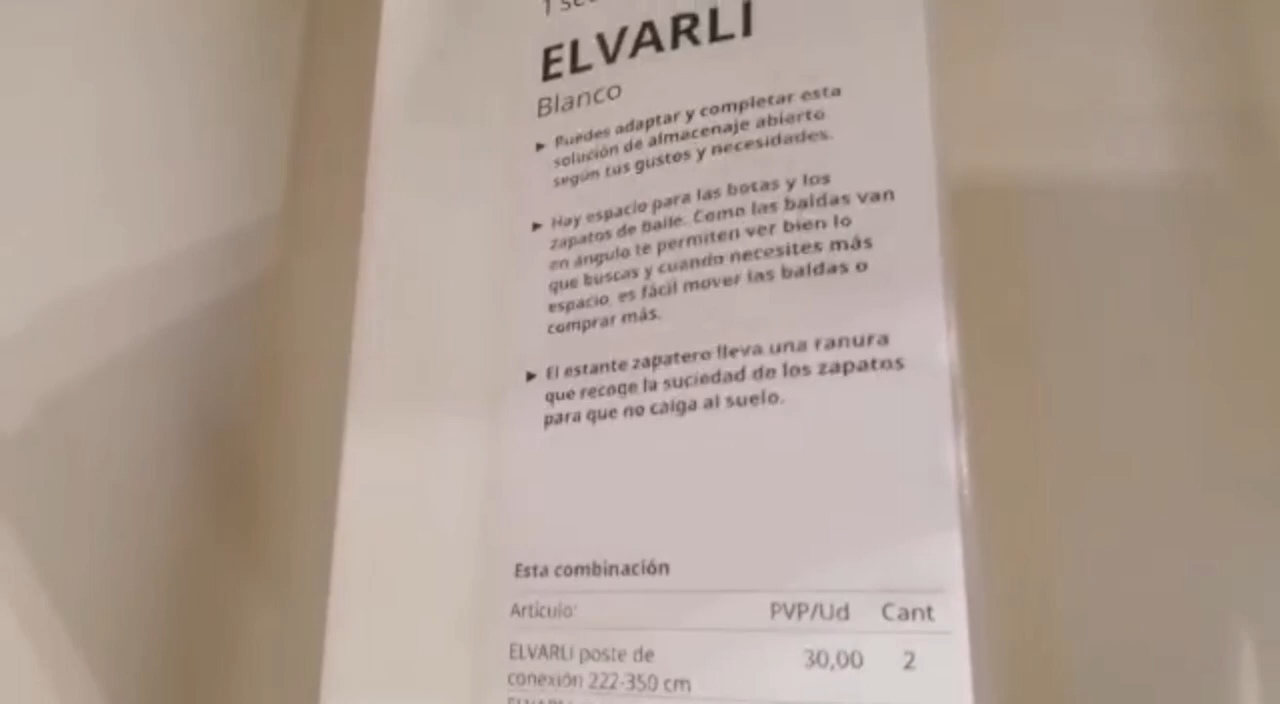 1
ELVARLI
Blanco
► Puedes adaptar y completar esta
solución de almacenaje abierto
según tus gustos y necesidades.
► Hay espacio para las botas y los
zapatos de baile. Como las baldas van
en ángulo te permiten ver bien lo
que buscas y cuando necesites más
espacio, es fácil mover las baldas o
comprar más.
► El estante zapatero lleva una ranura
que recoge la suciedad de los zapatos
para que no caiga al suelo.
Esta combinación
Artículo: PVP/Ud Cant
ELVARLI poste de 30,00 2
conexión 222-350 cm